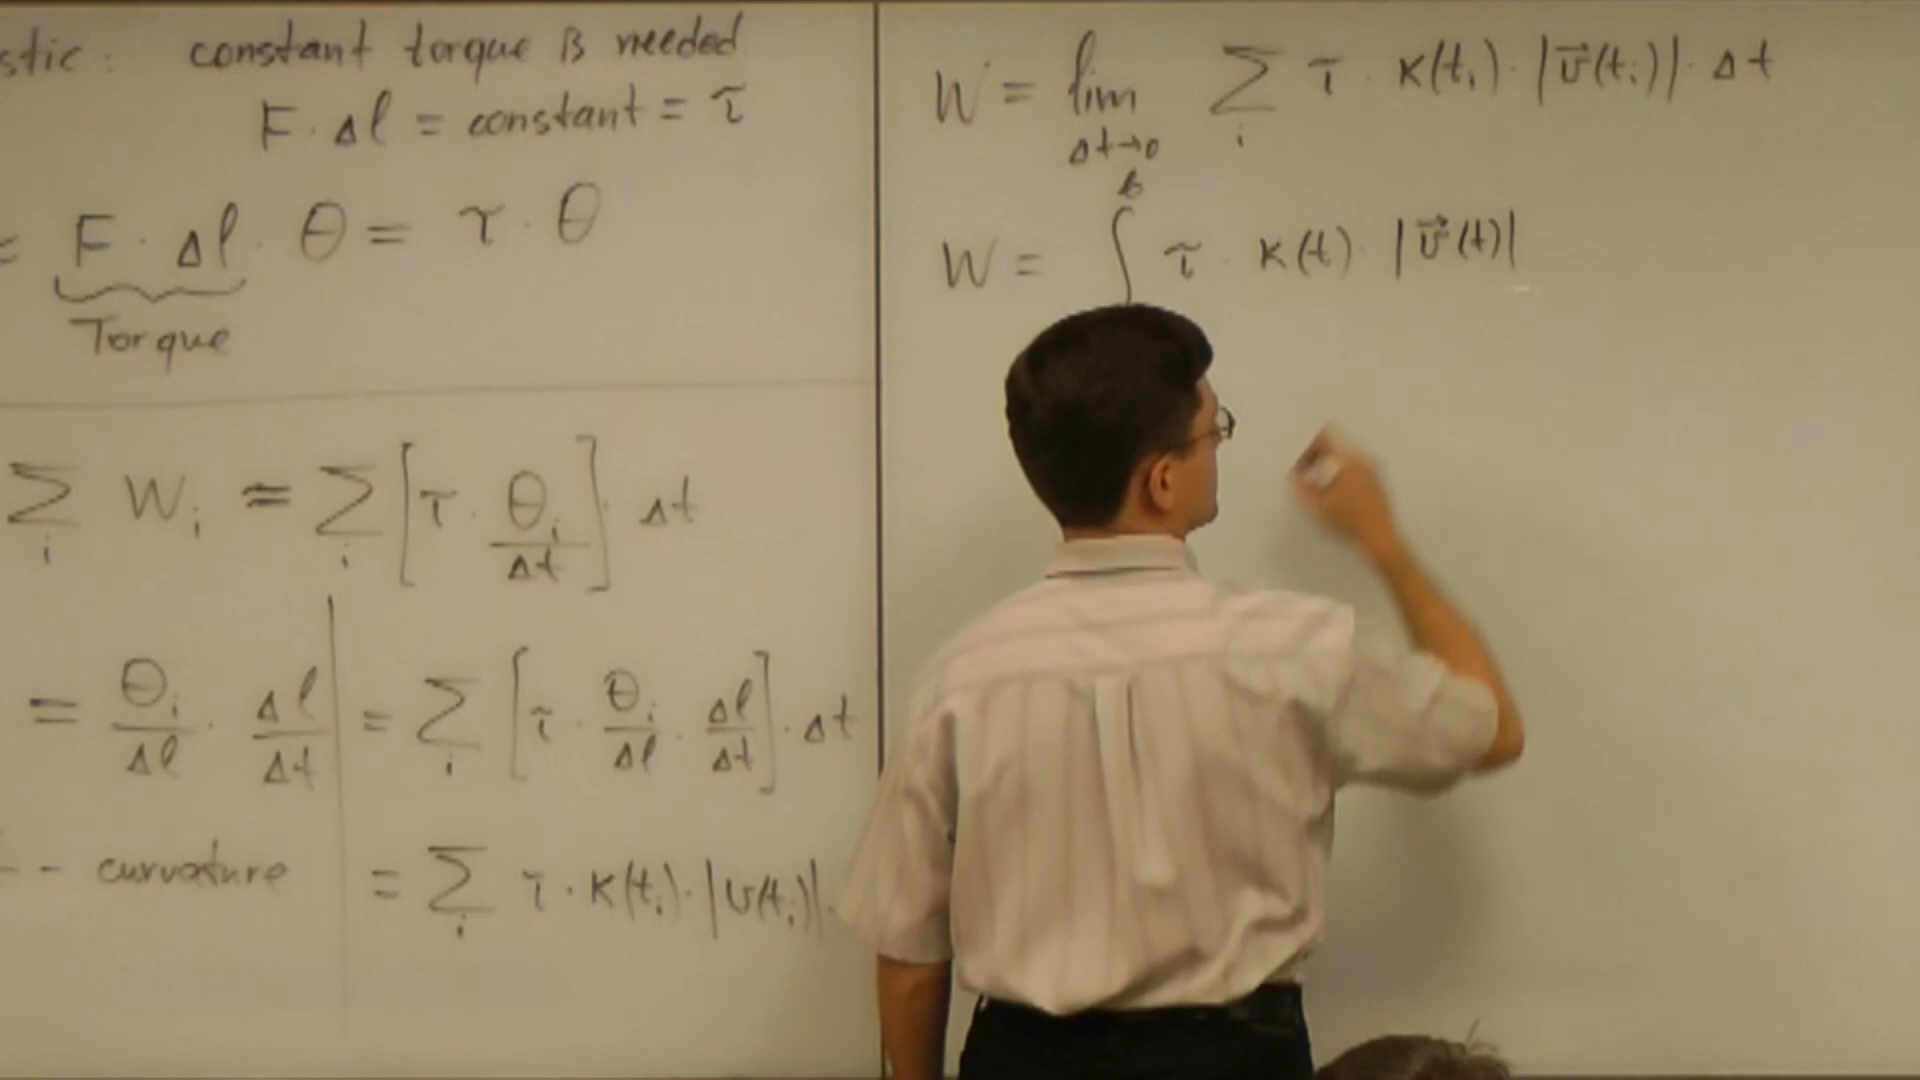 stic: constant torque is needed
F · Δl = constant = τ
= F · Δl · θ = τ · θ
Torque
∑ W_i ≈ ∑ [τ · θ_i/Δt] · Δt
i i
= θ_i/Δl · Δl/Δt = ∑ [τ · θ_i/Δl · Δl/Δt] · Δt
i
-- curvature = ∑ τ · κ(t_i) · |v(t_i)| ·
i
W = lim ∑ τ · κ(t_i) · |v⃗(t_i)| · Δt
Δt→0 i
b
W = ∫ τ · κ(t) · |v⃗(t)|